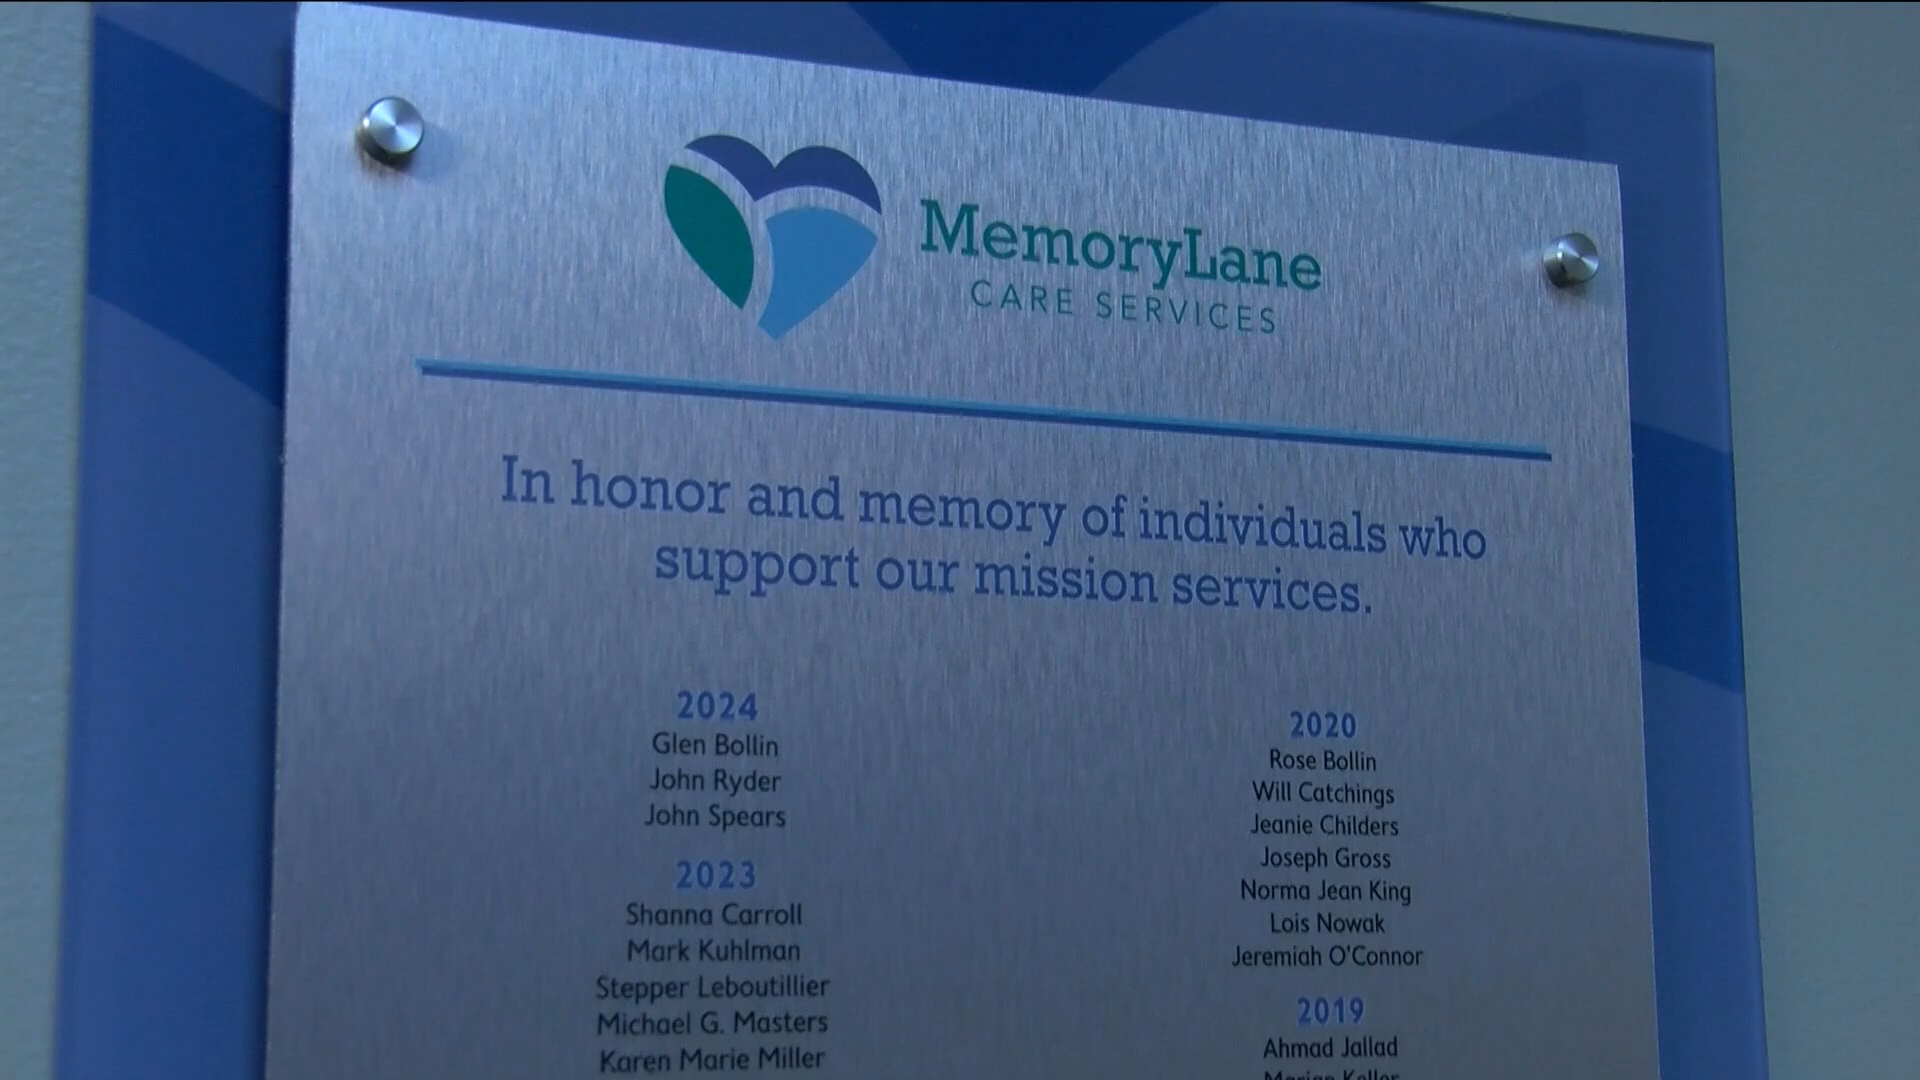 MemoryLane
CARE SERVICES
In honor and memory of individuals who
support our mission services.
2024
Glen Bollin
John Ryder
John Spears
2023
Shanna Carroll
Mark Kuhlman
Stepper Leboutillier
Michael G. Masters
Karen Marie Miller
2020
Rose Bollin
Will Catchings
Jeanie Childers
Joseph Gross
Norma Jean King
Lois Nowak
Jeremiah O'Connor
2019
Ahmad Jallad